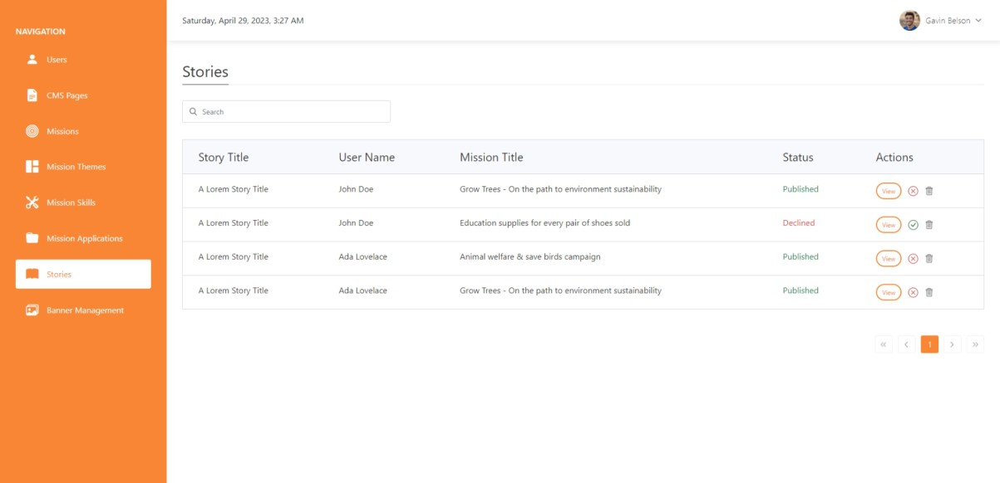 NAVIGATION
Users
CMS Pages
Missions
Mission Themes
Mission Skills
Mission Applications
Stories
Banner Management
Saturday, April 29, 2023, 3:27 AM
Gavin Belson
Stories
Search
Story Title User Name Mission Title Status Actions
A Lorem Story Title John Doe Grow Trees - On the path to environment sustainability Published View
A Lorem Story Title John Doe Education supplies for every pair of shoes sold Declined View
A Lorem Story Title Ada Lovelace Animal welfare & save birds campaign Published View
A Lorem Story Title Ada Lovelace Grow Trees - On the path to environment sustainability Published View
« ‹ 1 › »